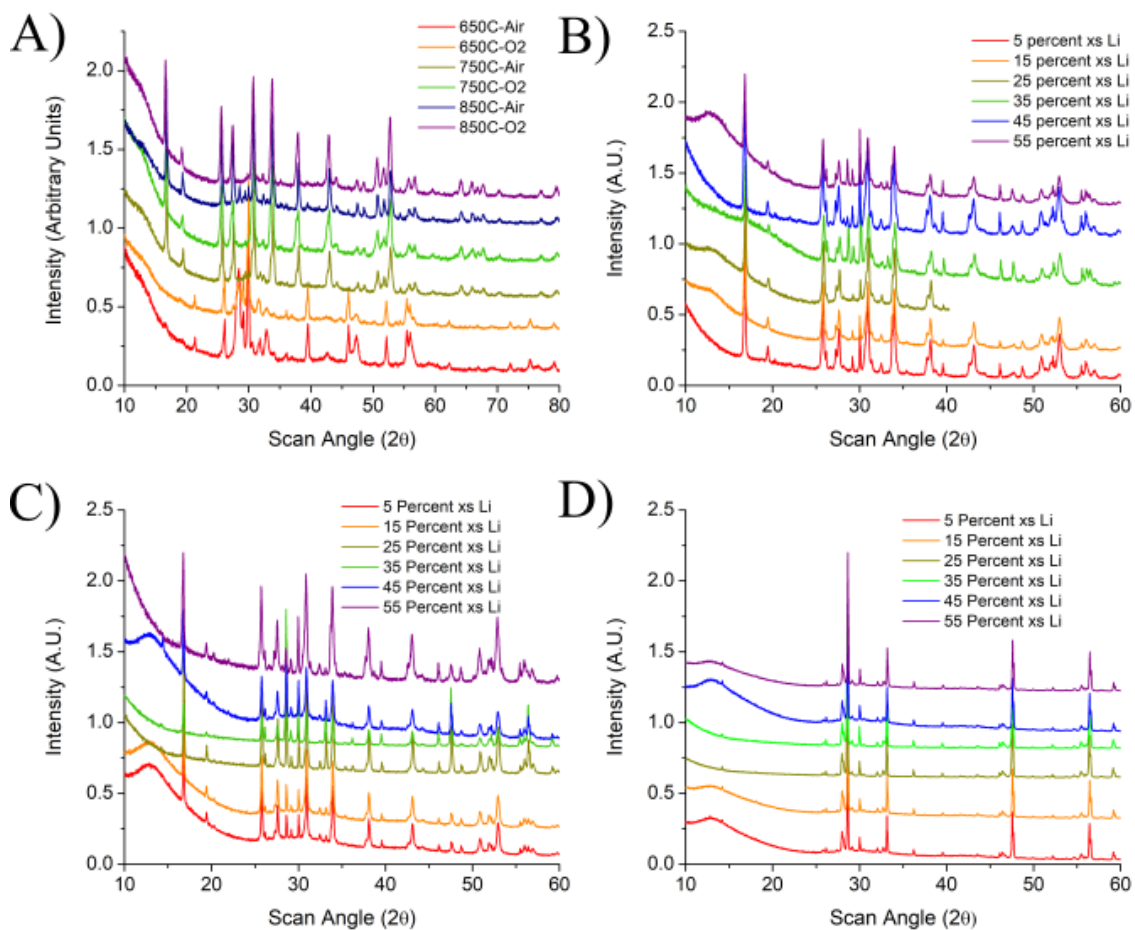 A)
650C-Air
650C-O2
750C-Air
750C-O2
850C-Air
850C-O2
2.0
1.5
1.0
0.5
0.0
Intensity (Arbitrary Units)
10 20 30 40 50 60 70 80
Scan Angle (2θ)
B)
5 percent xs Li
15 percent xs Li
25 percent xs Li
35 percent xs Li
45 percent xs Li
55 percent xs Li
2.5
2.0
1.5
1.0
0.5
0.0
Intensity (A.U.)
10 20 30 40 50 60
Scan Angle (2θ)
C)
5 Percent xs Li
15 Percent xs Li
25 Percent xs Li
35 Percent xs Li
45 Percent xs Li
55 Percent xs Li
2.5
2.0
1.5
1.0
0.5
0.0
Intensity (A.U.)
10 20 30 40 50 60
Scan Angle (2θ)
D)
5 Percent xs Li
15 Percent xs Li
25 Percent xs Li
35 Percent xs Li
45 Percent xs Li
55 Percent xs Li
2.5
2.0
1.5
1.0
0.5
0.0
Intensity (A.U.)
10 20 30 40 50 60
Scan Angle (2θ)